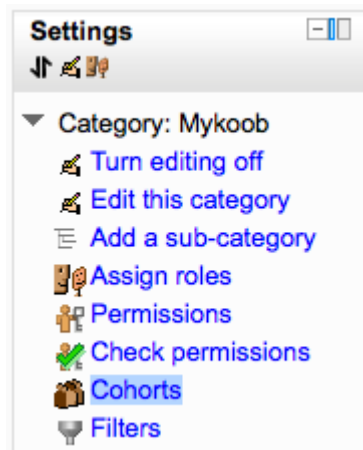 Settings
Category: Mykoob
Turn editing off
Edit this category
Add a sub-category
Assign roles
Permissions
Check permissions
Cohorts
Filters